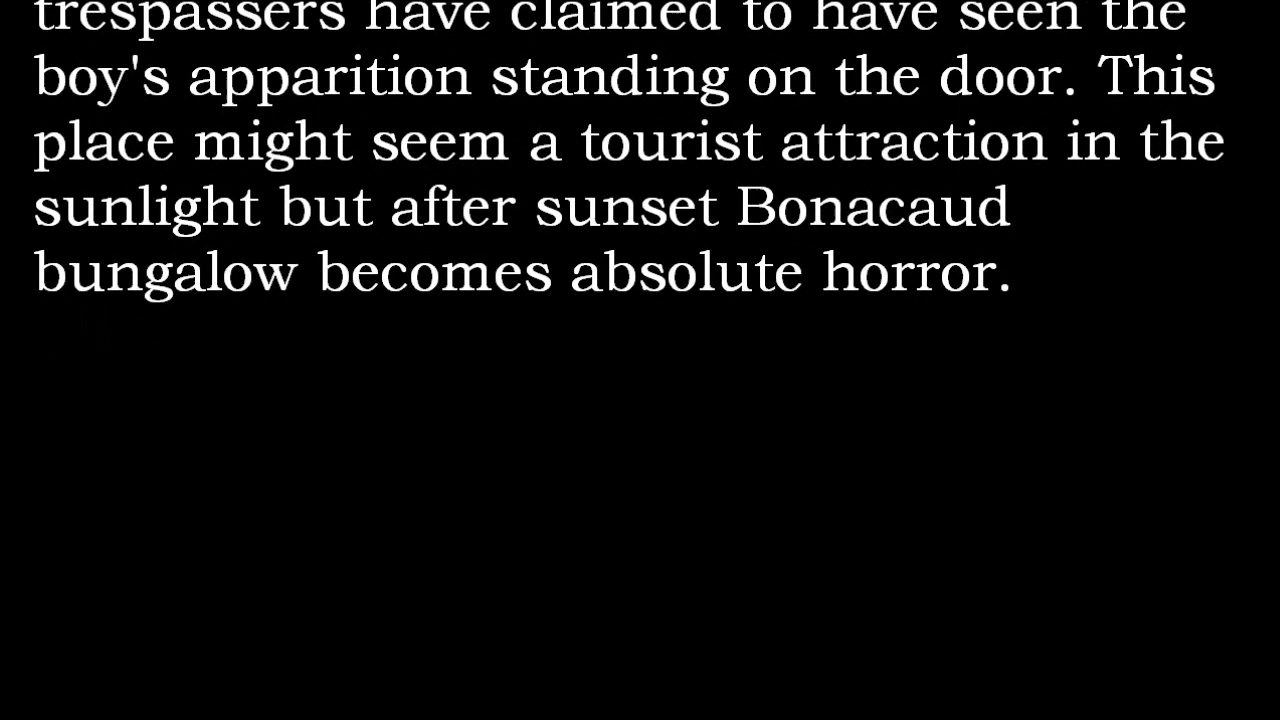 trespassers have claimed to have seen the
boy's apparition standing on the door. This
place might seem a tourist attraction in the
sunlight but after sunset Bonacaud
bungalow becomes absolute horror.